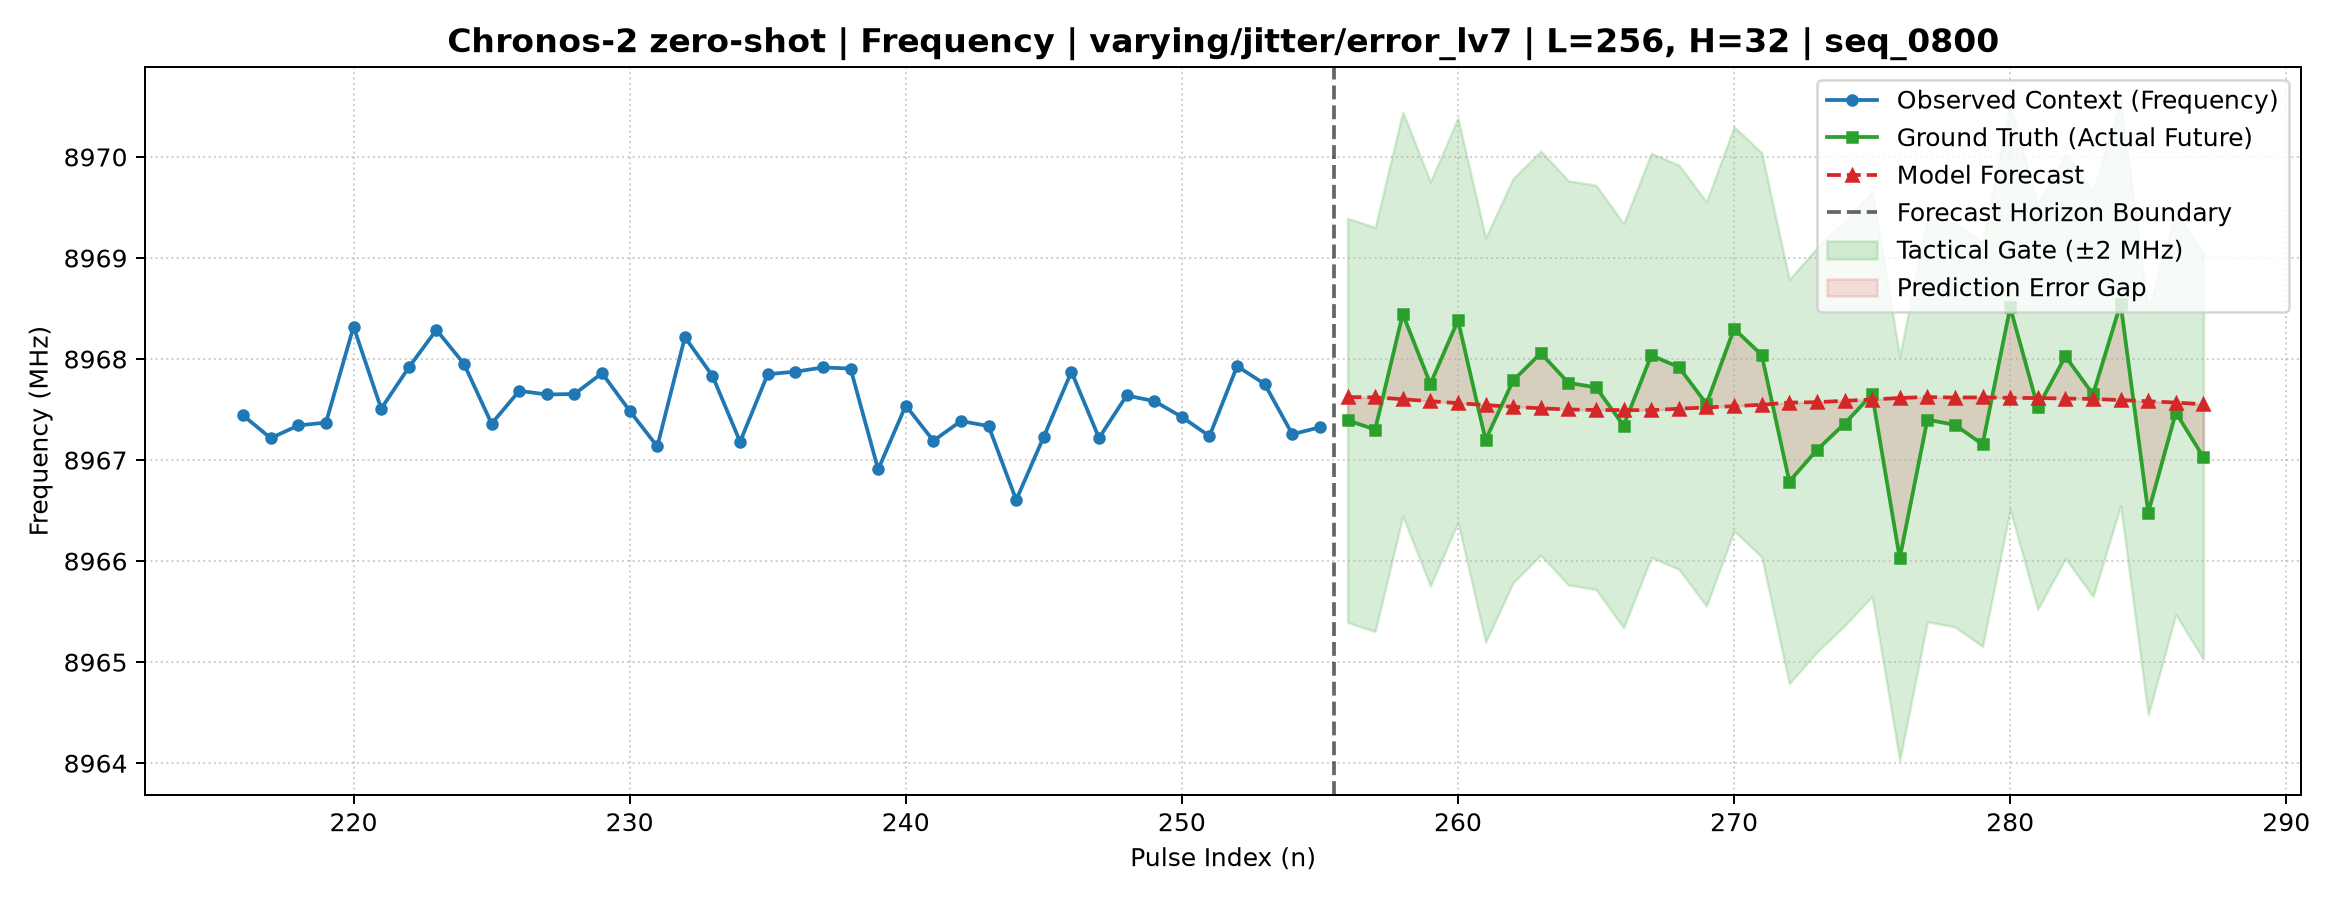 Chronos-2 zero-shot | Frequency | varying/jitter/error_lv7 | L=256, H=32 | seq_0800
Observed Context (Frequency)
Ground Truth (Actual Future)
Model Forecast
Forecast Horizon Boundary
Tactical Gate (±2 MHz)
Prediction Error Gap
Frequency (MHz)
8970
8969
8968
8967
8966
8965
8964
220
230
240
250
260
270
280
290
Pulse Index (n)